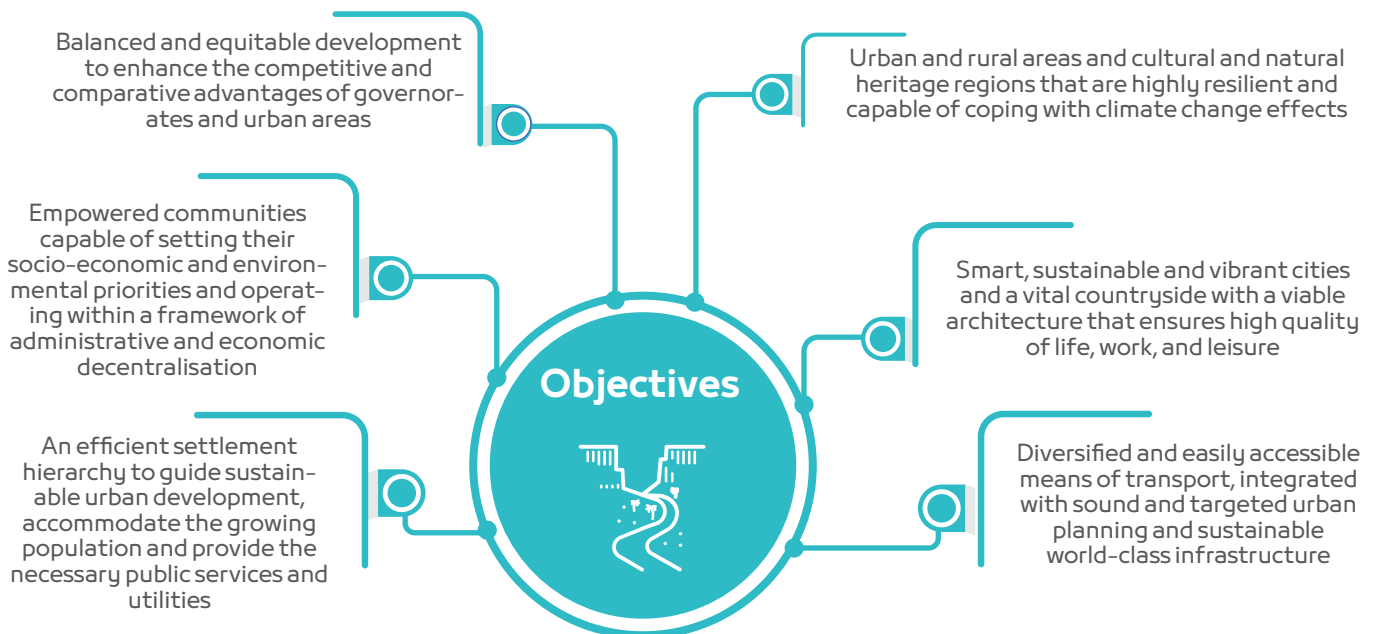 Balanced and equitable development
to enhance the competitive and
comparative advantages of governor-
ates and urban areas
Urban and rural areas and cultural and natural
heritage regions that are highly resilient and
capable of coping with climate change effects
Empowered communities
capable of setting their
socio-economic and environ-
mental priorities and operat-
ing within a framework of
administrative and economic
decentralisation
Smart, sustainable and vibrant cities
and a vital countryside with a viable
architecture that ensures high quality
of life, work, and leisure
Objectives
An efficient settlement
hierarchy to guide sustain-
able urban development,
accommodate the growing
population and provide the
necessary public services and
utilities
Diversified and easily accessible
means of transport, integrated
with sound and targeted urban
planning and sustainable
world-class infrastructure